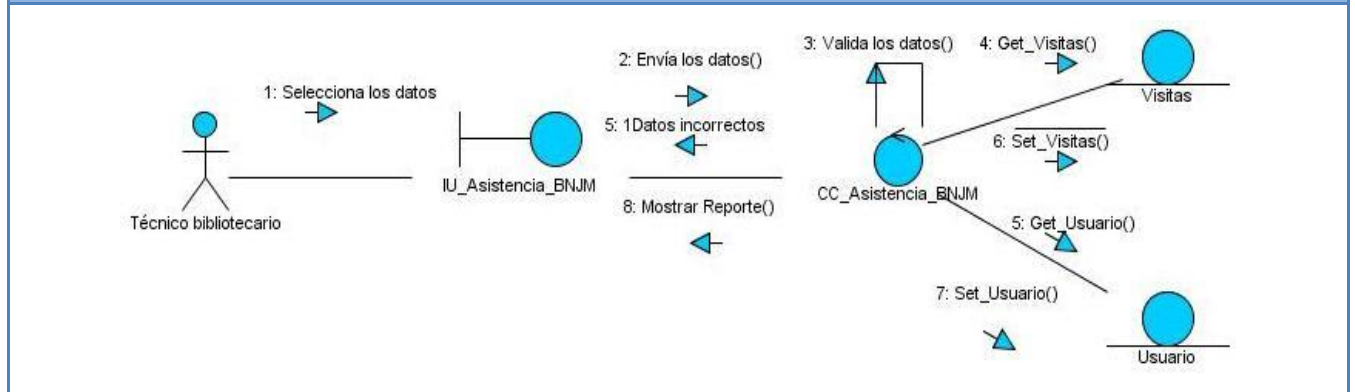 3: Valida los datos()
4: Get_Visitas()
2: Envía los datos()
1: Selecciona los datos
Visitas
5: 1Datos incorrectos
6: Set_Visitas()
IU_Asistencia_BNJM
CC_Asistencia_BNJM
8: Mostrar Reporte()
Técnico bibliotecario
5: Get_Usuario()
7: Set_Usuario()
Usuario